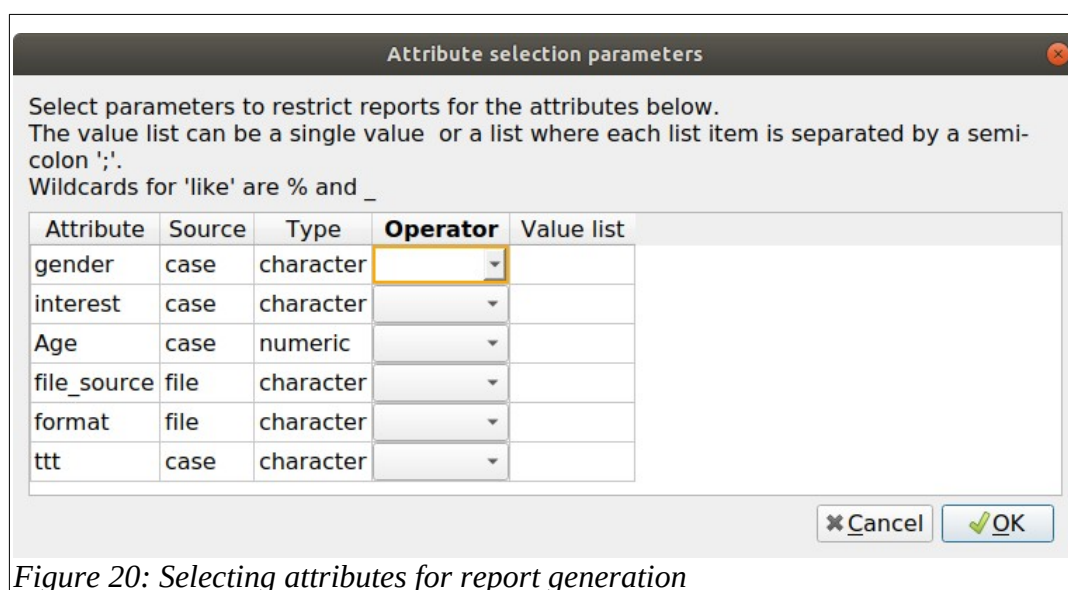 Attribute selection parameters
Select parameters to restrict reports for the attributes below.
The value list can be a single value  or a list where each list item is separated by a semi-
colon ';'.
Wildcards for 'like' are % and _
Attribute Source Type Operator Value list
gender case character
interest case character
Age case numeric
file_source file character
format file character
ttt case character
Cancel OK
Figure 20: Selecting attributes for report generation